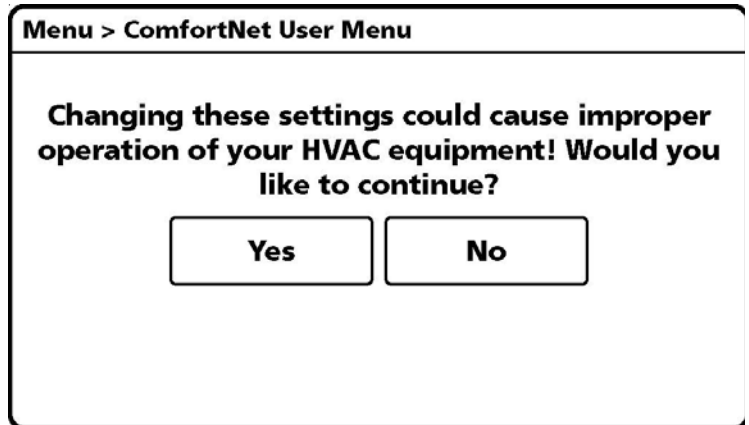 Menu > ComfortNet User Menu
Changing these settings could cause improper
operation of your HVAC equipment! Would you
like to continue?
Yes No